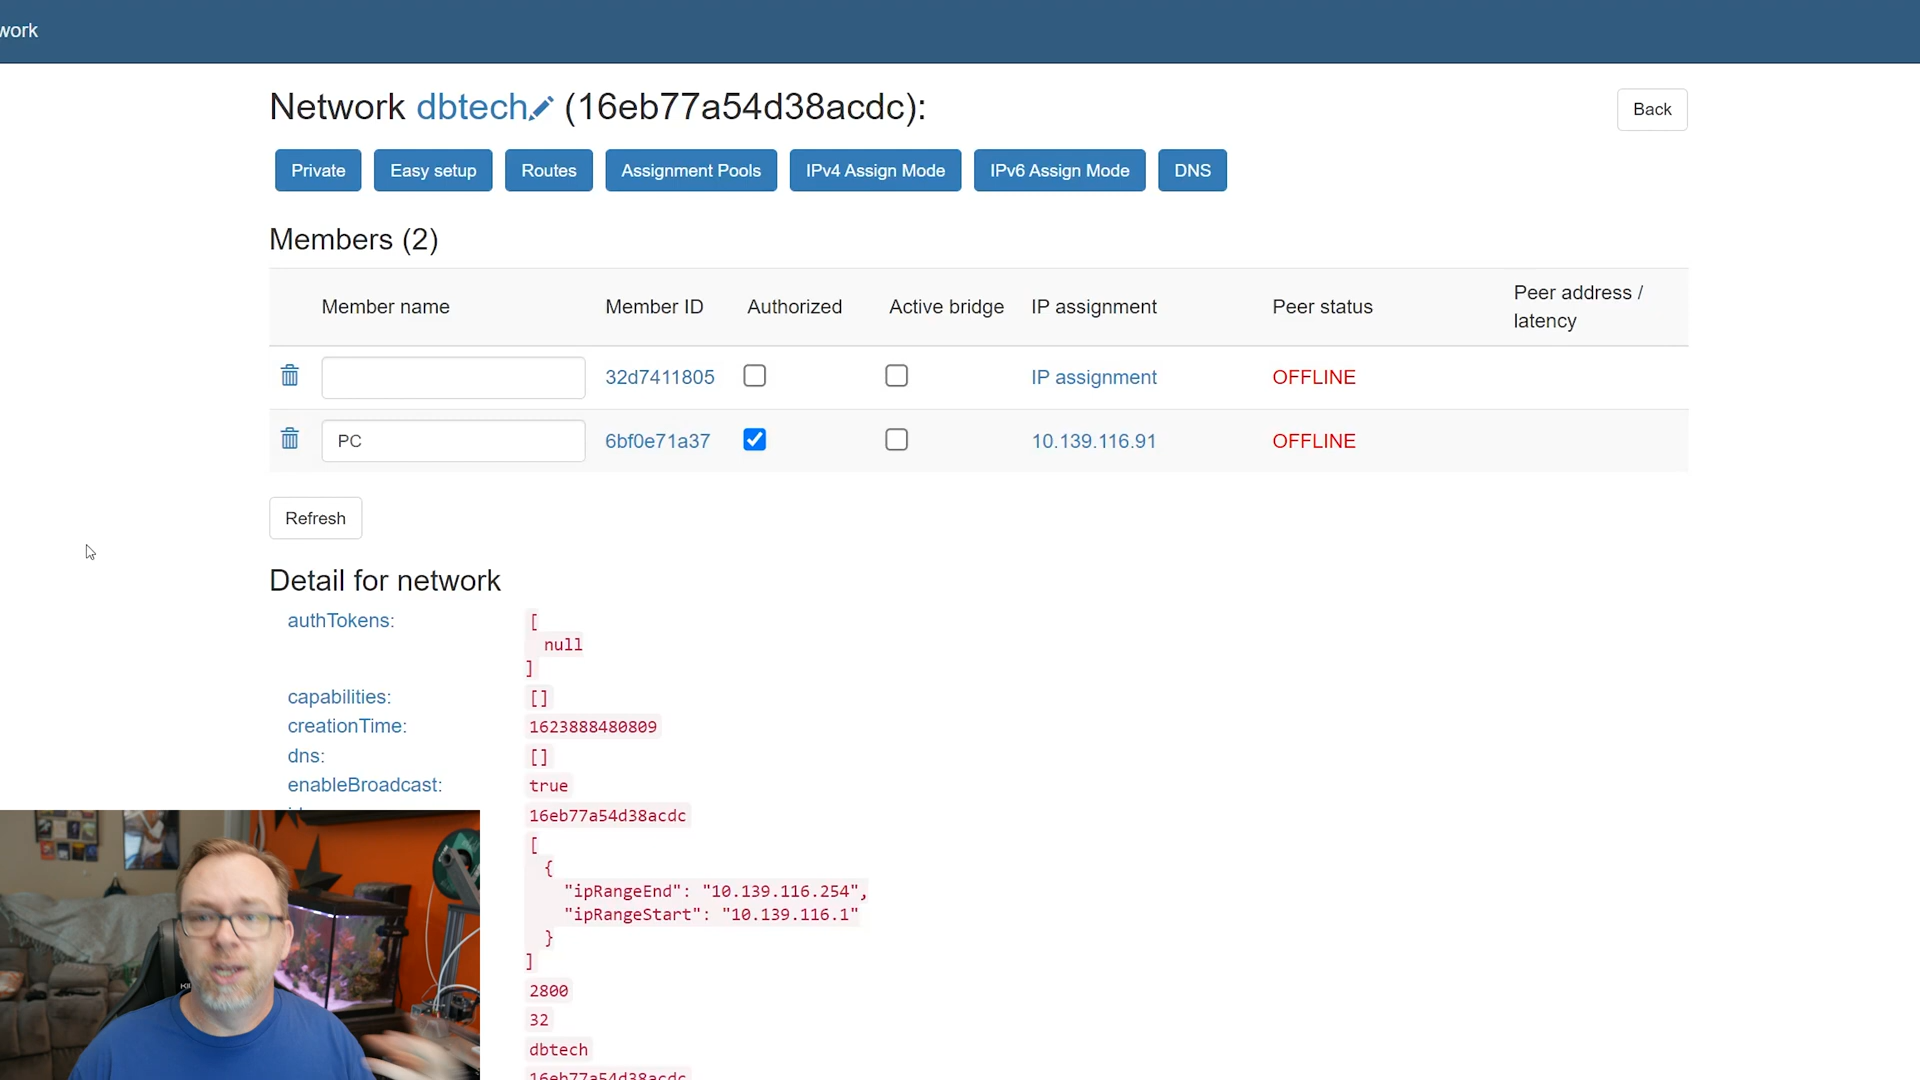 work
Network dbtech (16eb77a54d38acdc):
Back
Private Easy setup Routes Assignment Pools IPv4 Assign Mode IPv6 Assign Mode DNS
Members (2)
Member name Member ID Authorized Active bridge IP assignment Peer status Peer address / latency
32d7411805 IP assignment OFFLINE
PC 6bf0e71a37 10.139.116.91 OFFLINE
Refresh
Detail for network
authTokens: [
null
]
capabilities: []
creationTime: 1623888480809
dns: []
enableBroadcast: true
16eb77a54d38acdc
[
{
"ipRangeEnd": "10.139.116.254",
"ipRangeStart": "10.139.116.1"
}
]
2800
32
dbtech
16eb77a54d38acdc